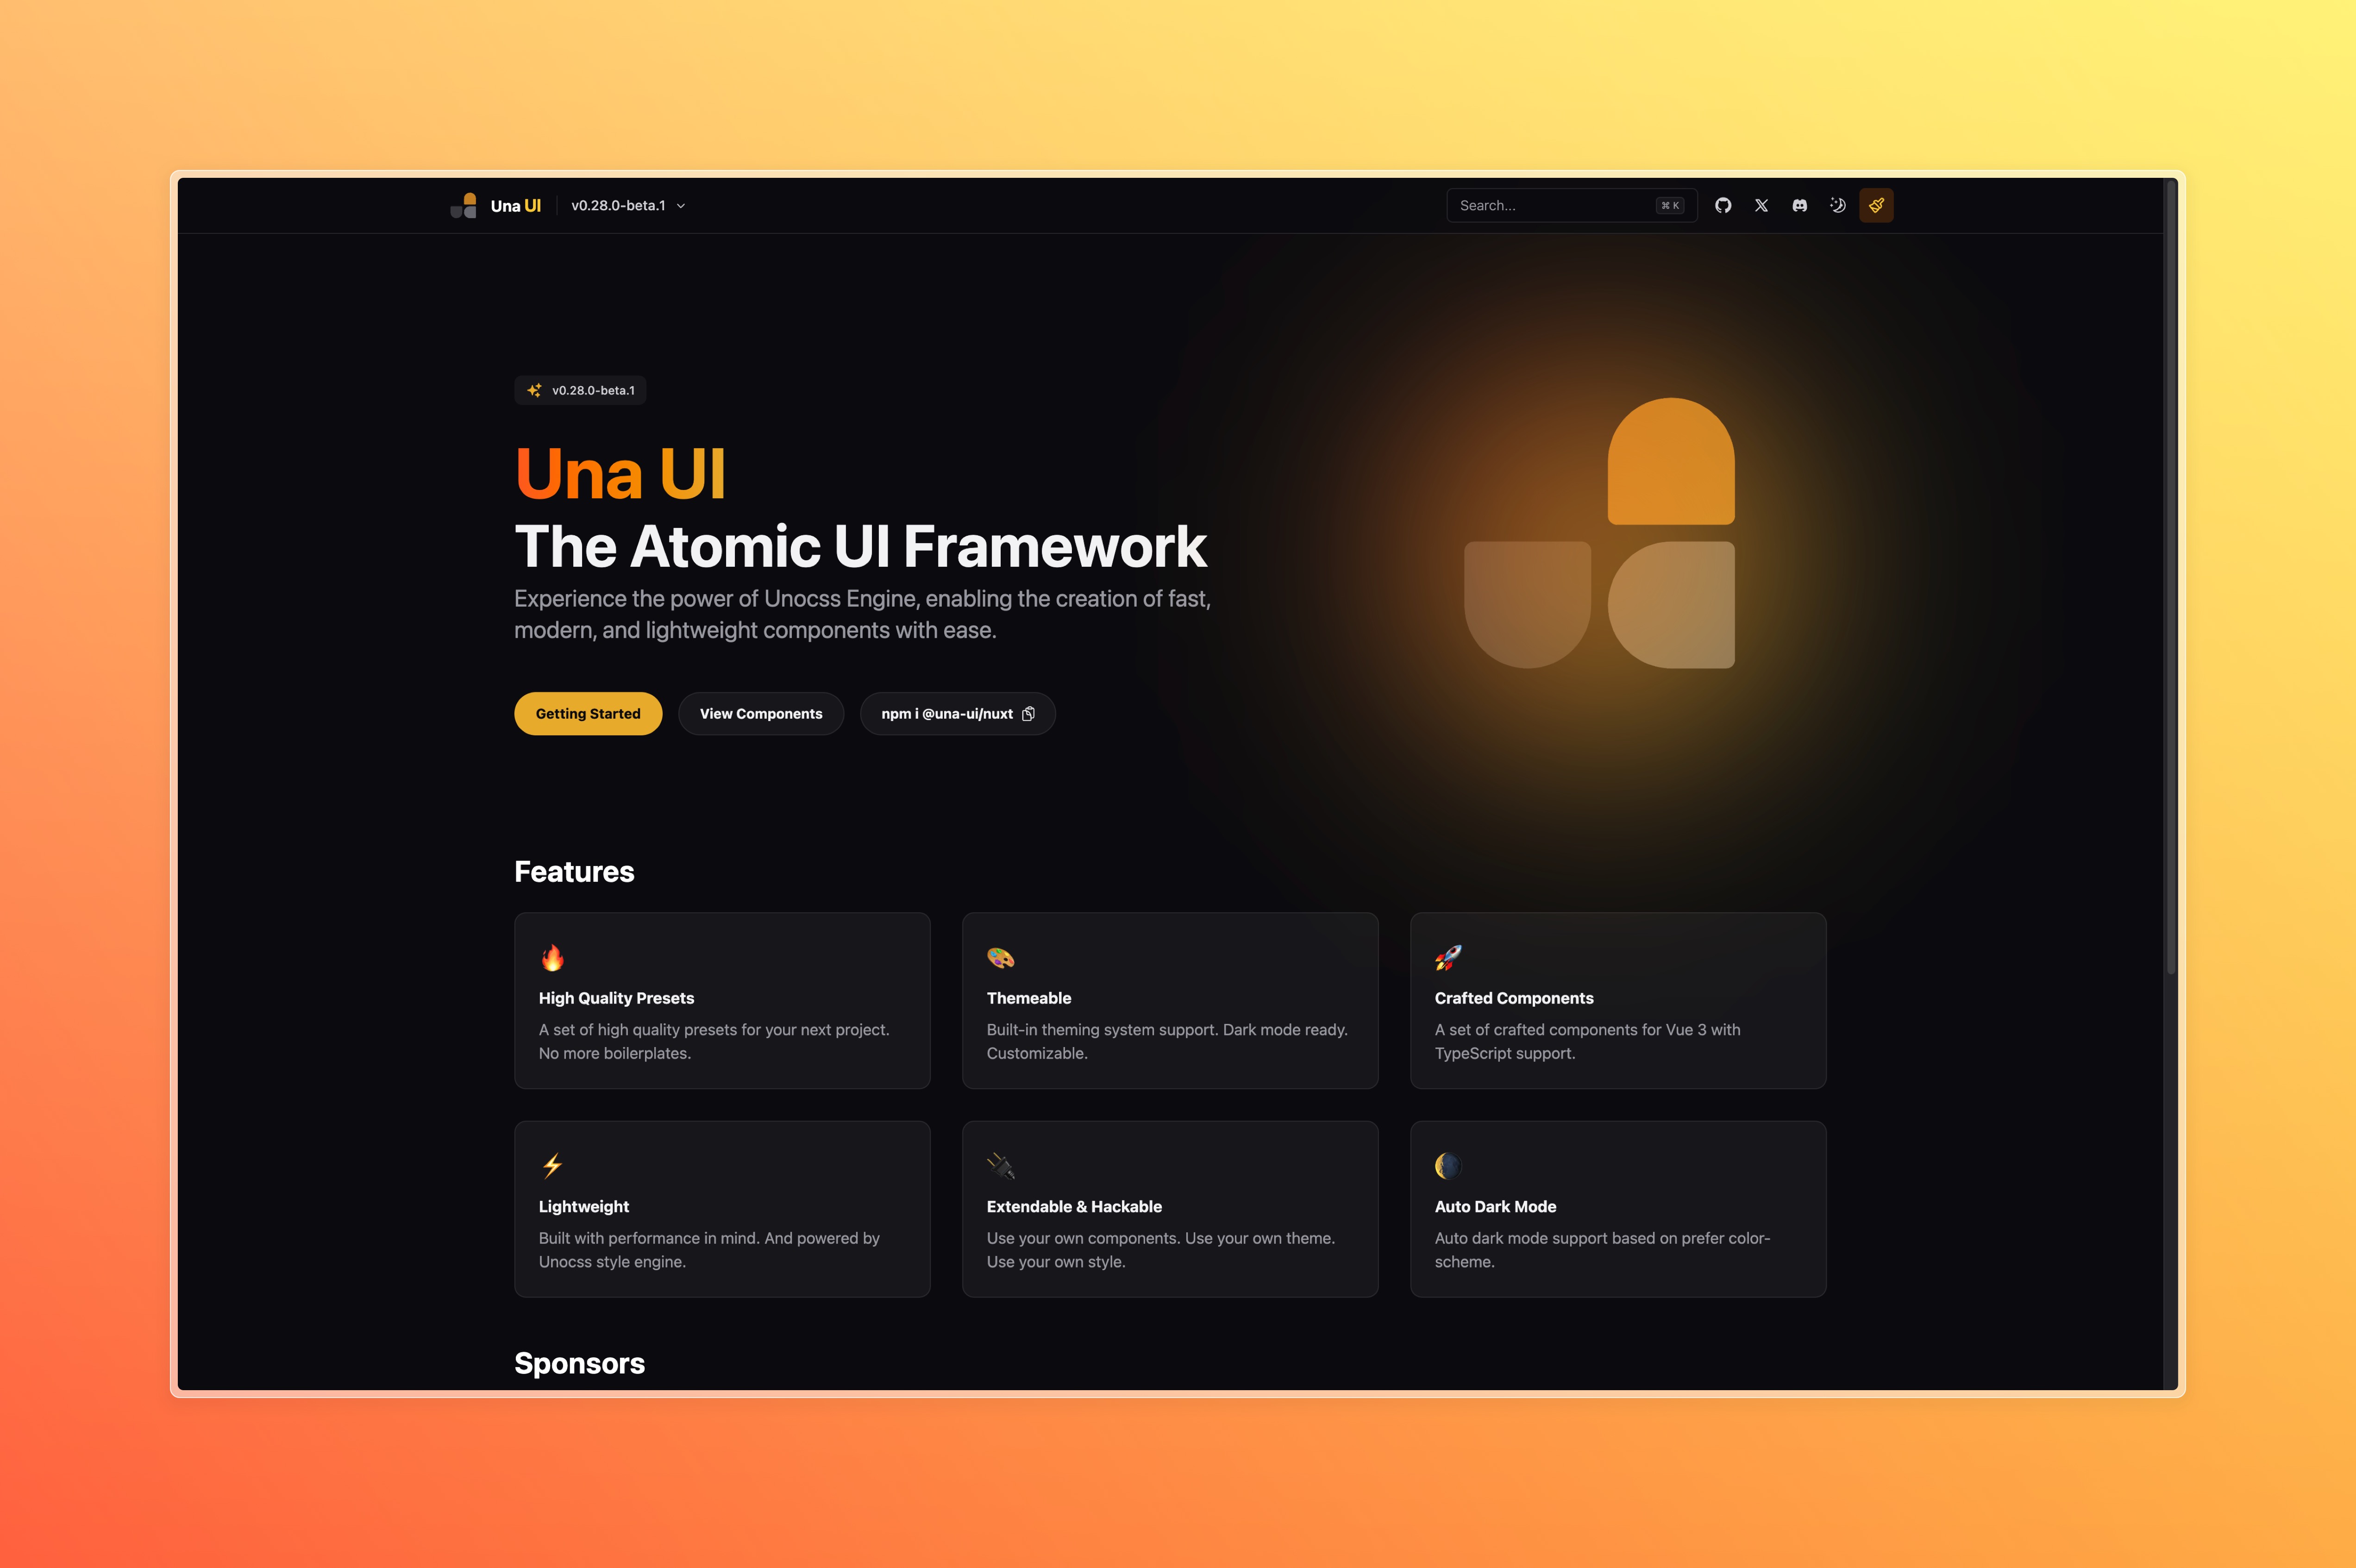 Una UI
v0.28.0-beta.1
Search...
⌘ K
v0.28.0-beta.1
Una UI
The Atomic UI Framework
Experience the power of Unocss Engine, enabling the creation of fast,
modern, and lightweight components with ease.
Getting Started
View Components
npm i @una-ui/nuxt
Features
High Quality Presets
A set of high quality presets for your next project.
No more boilerplates.
Themeable
Built-in theming system support. Dark mode ready.
Customizable.
Crafted Components
A set of crafted components for Vue 3 with
TypeScript support.
Lightweight
Built with performance in mind. And powered by
Unocss style engine.
Extendable & Hackable
Use your own components. Use your own theme.
Use your own style.
Auto Dark Mode
Auto dark mode support based on prefer color-
scheme.
Sponsors